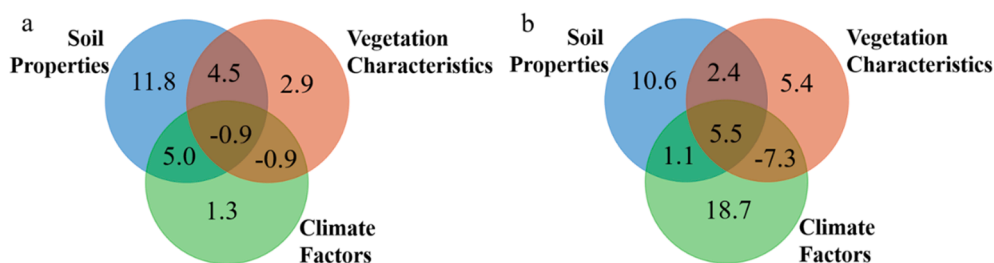 a
Soil
Properties
Vegetation
Characteristics
11.8
4.5
2.9
-0.9
5.0
-0.9
1.3
Climate
Factors
b
Soil
Properties
Vegetation
Characteristics
10.6
2.4
5.4
5.5
1.1
-7.3
18.7
Climate
Factors